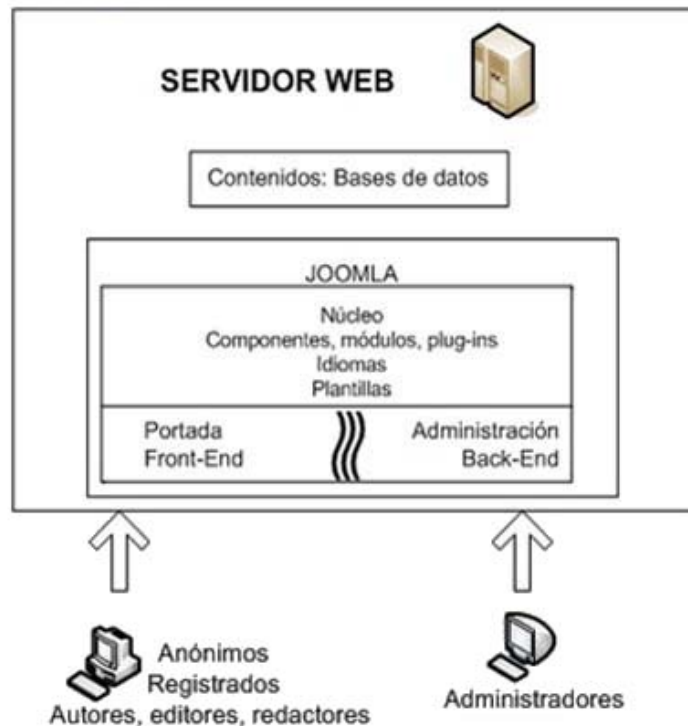 SERVIDOR WEB
Contenidos: Bases de datos
JOOMLA
Núcleo
Componentes, módulos, plug-ins
Idiomas
Plantillas
Portada
Front-End
Administración
Back-End
Anónimos
Registrados
Autores, editores, redactores
Administradores